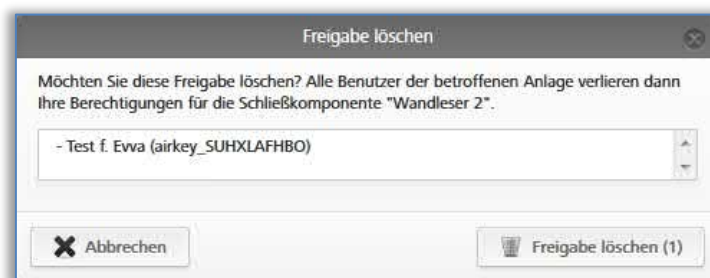 Freigabe löschen
Möchten Sie diese Freigabe löschen? Alle Benutzer der betroffenen Anlage verlieren dann
Ihre Berechtigungen für die Schließkomponente "Wandleser 2".
- Test f. Evva (airkey_SUHXLAFHBO)
Abbrechen
Freigabe löschen (1)